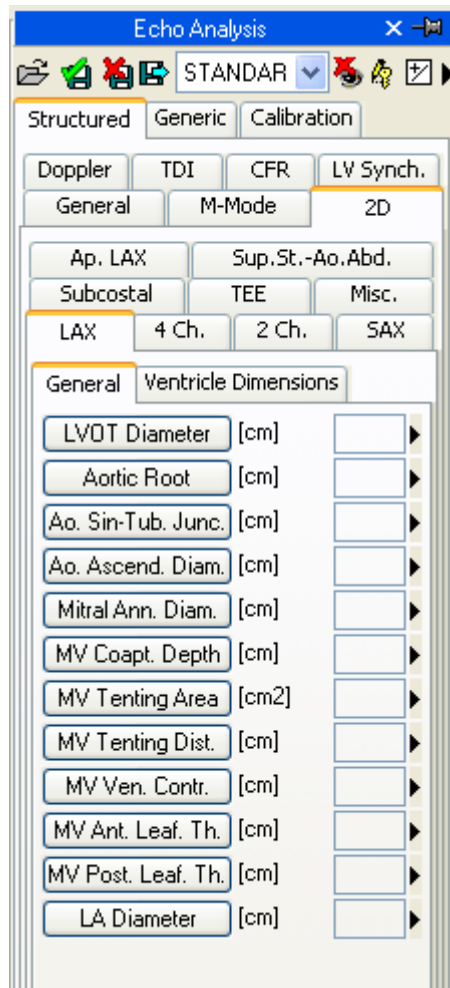 Echo Analysis
STANDAR
Structured Generic Calibration
Doppler TDI CFR LV Synch.
General M-Mode 2D
Ap. LAX Sup.St.-Ao.Abd.
Subcostal TEE Misc.
LAX 4 Ch. 2 Ch. SAX
General Ventricle Dimensions
LVOT Diameter [cm]
Aortic Root [cm]
Ao. Sin-Tub. Junc. [cm]
Ao. Ascend. Diam. [cm]
Mitral Ann. Diam. [cm]
MV Coapt. Depth [cm]
MV Tenting Area [cm2]
MV Tenting Dist. [cm]
MV Ven. Contr. [cm]
MV Ant. Leaf. Th. [cm]
MV Post. Leaf. Th. [cm]
LA Diameter [cm]